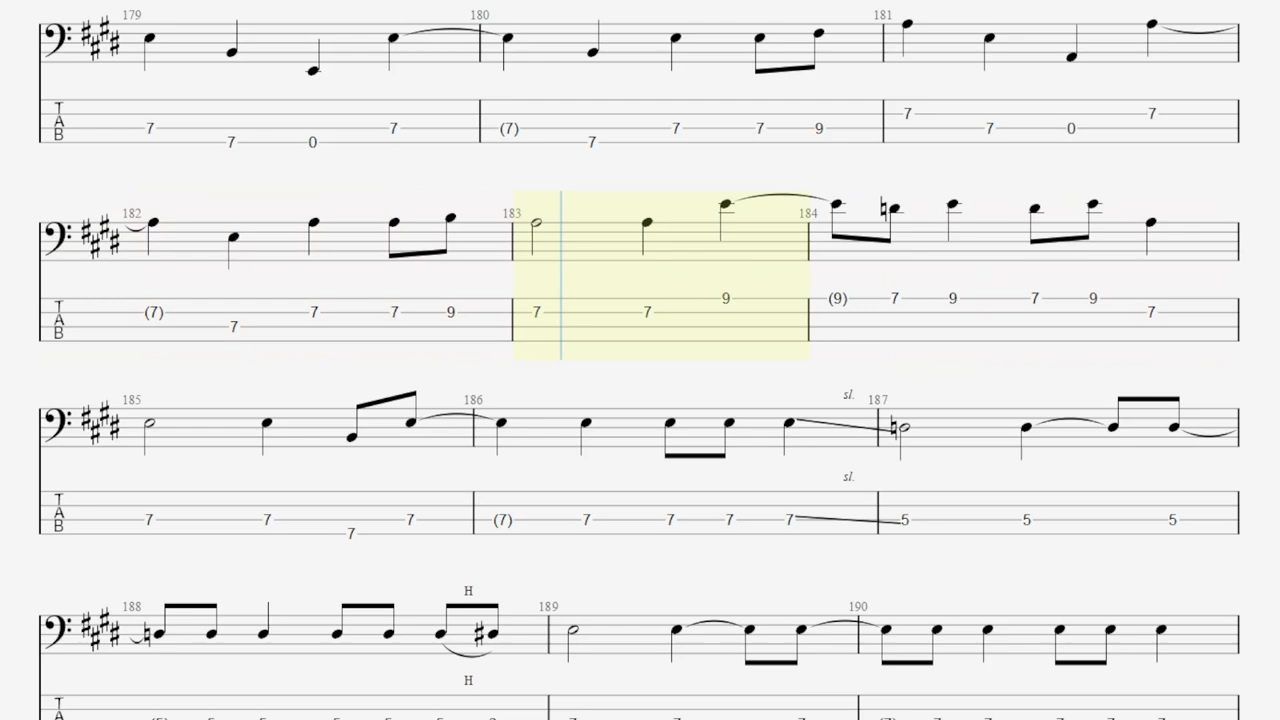 179 180 181
T A B 7 7 0 7 (7) 7 7 7 9 7 7 0 7
182 183 184
T A B (7) 7 7 7 9 7 7 9 (9) 7 9 7 9 7
185 186 sl. 187
sl.
T A B 7 7 7 7 (7) 7 7 7 7 5 5 5
188 H 189 190
H
T
A